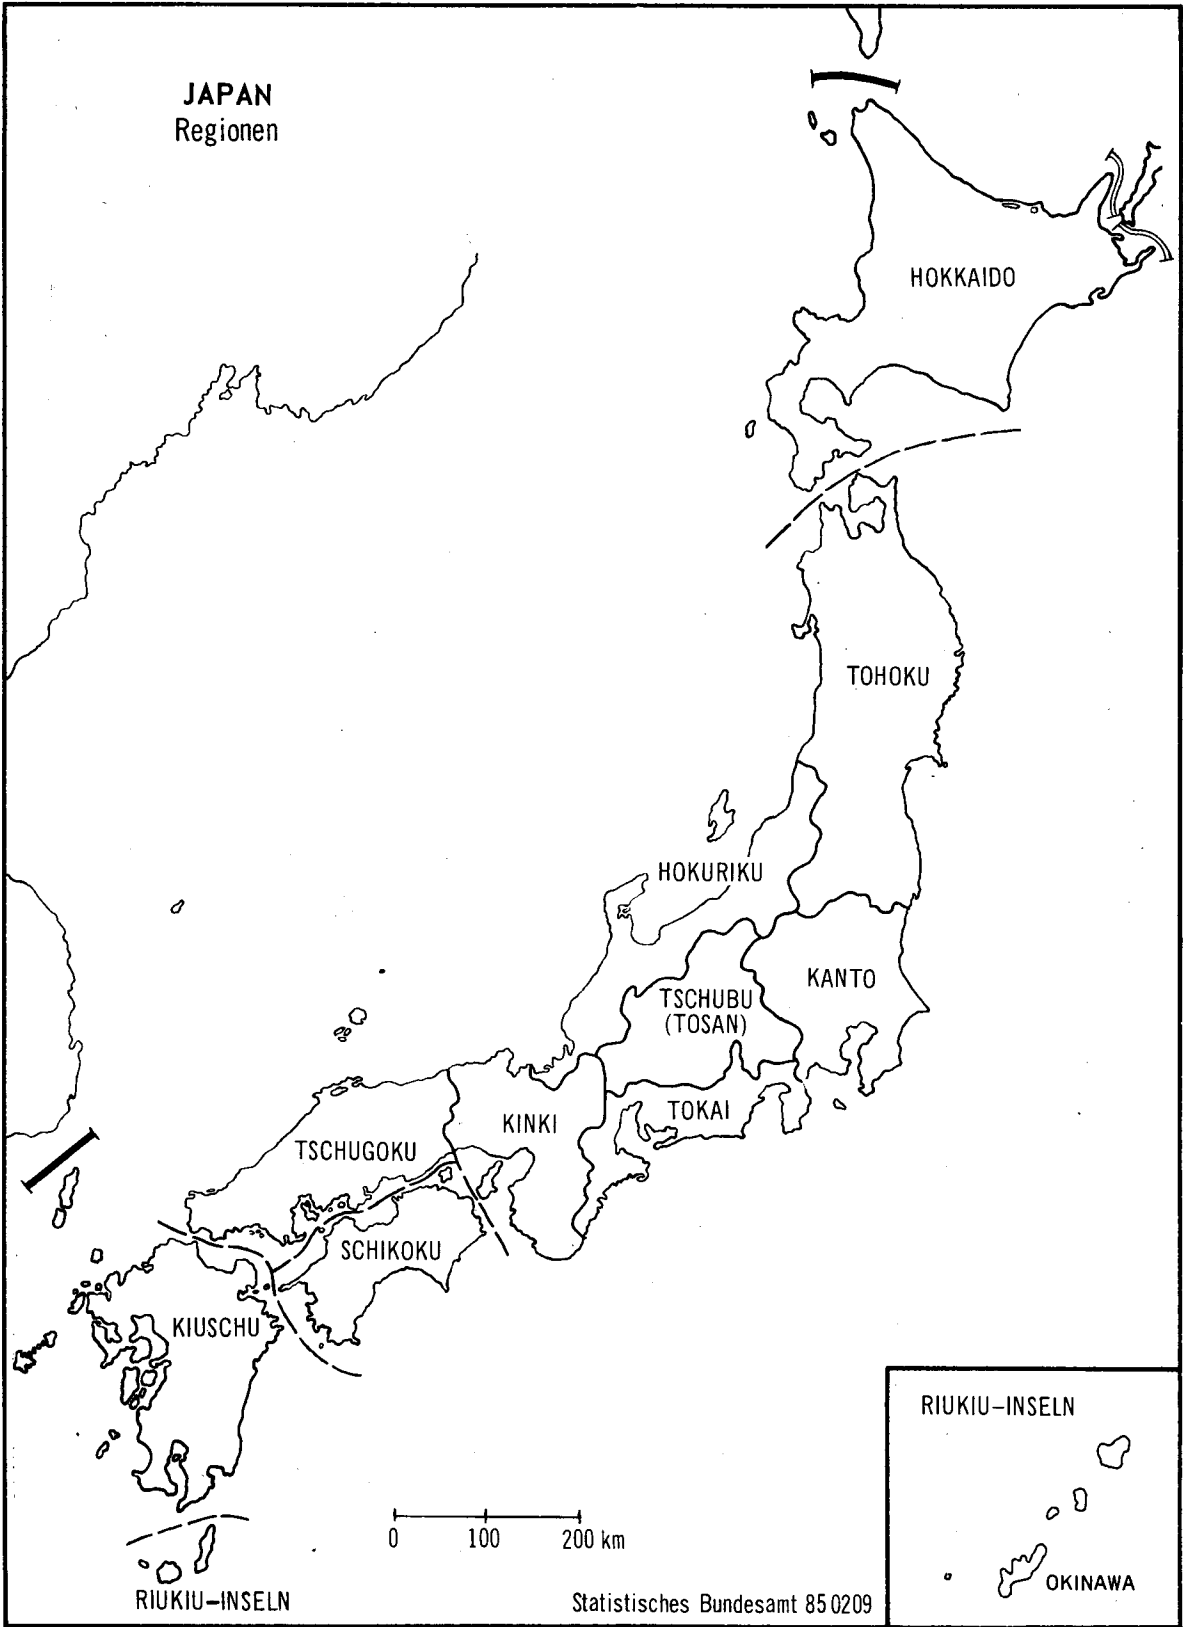 JAPAN
Regionen
HOKKAIDO
TOHOKU
HOKURIKU
KANTO
TSCHUBU
(TOSAN)
TOKAI
KINKI
TSCHUGOKU
SCHIKOKU
KIUSCHU
RIUKIU-INSELN
OKINAWA
0 100 200 km
RIUKIU-INSELN
Statistisches Bundesamt 85 0209